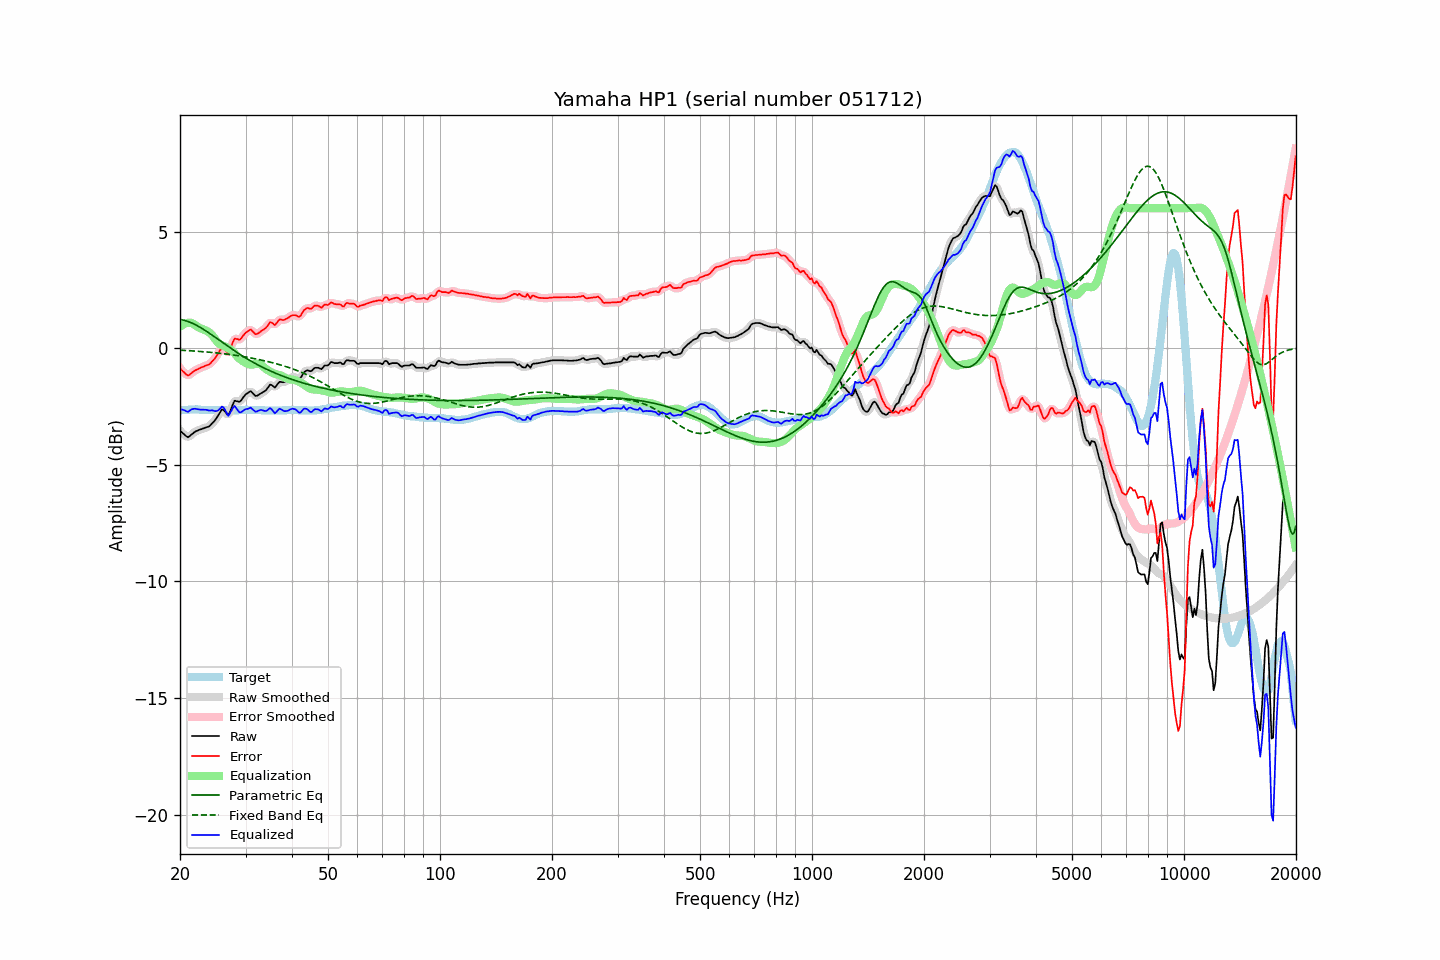 Yamaha HP1 (serial number 051712)
Amplitude (dBr)
5
0
−5
−10
−15
−20
Target
Raw Smoothed
Error Smoothed
Raw
Error
Equalization
Parametric Eq
Fixed Band Eq
Equalized
20 50 100 200 500 1000 2000 5000 10000 20000
Frequency (Hz)